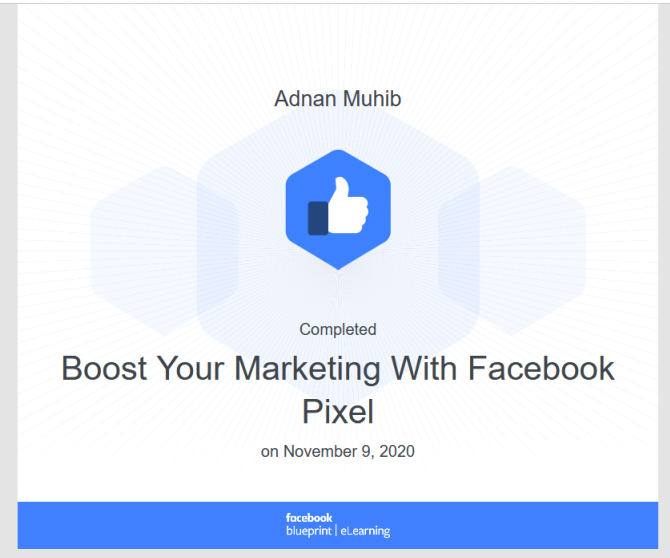 Adnan Muhib
Completed
Boost Your Marketing With Facebook
Pixel
on November 9, 2020
facebook
blueprint | eLearning